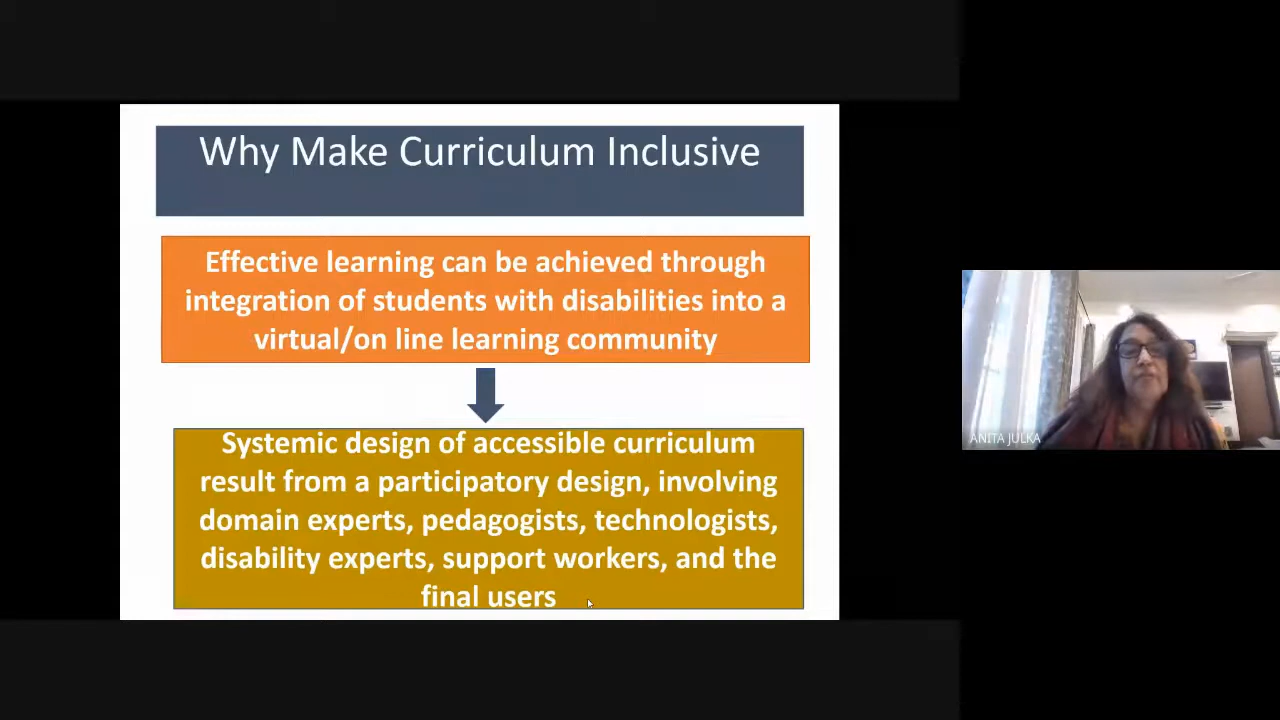 Why Make Curriculum Inclusive
Effective learning can be achieved through
integration of students with disabilities into a
virtual/on line learning community
Systemic design of accessible curriculum
result from a participatory design, involving
domain experts, pedagogists, technologists,
disability experts, support workers, and the
final users
ANITA JULKA